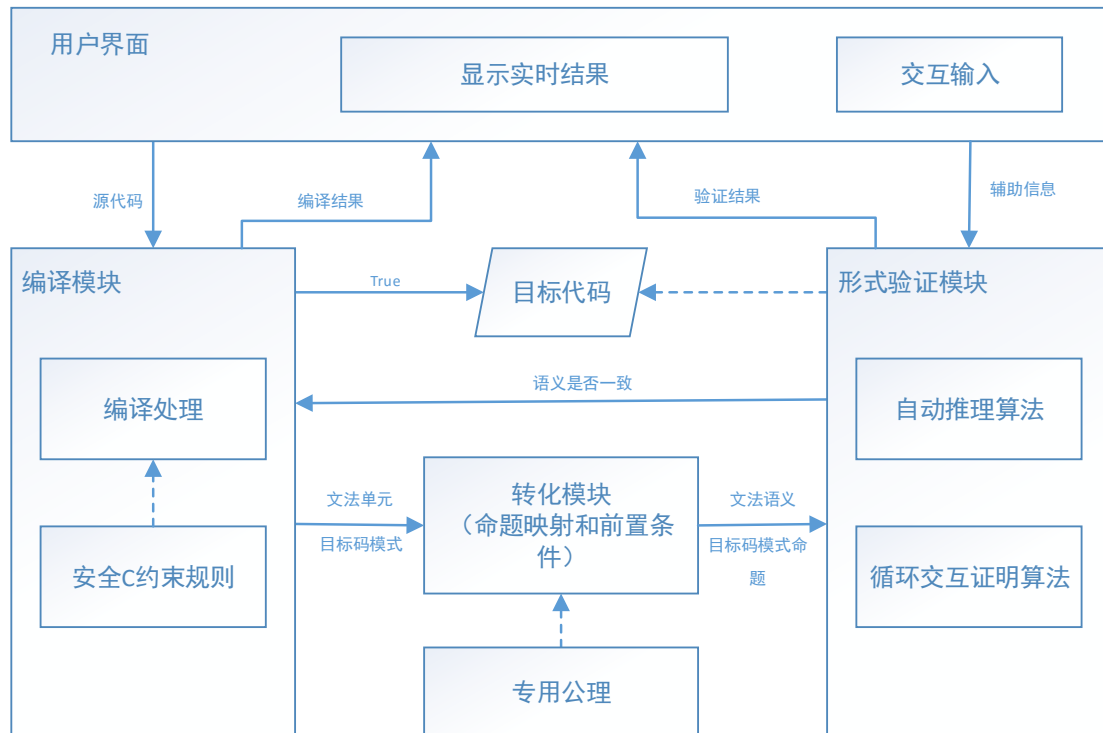 用户界面
显示实时结果
交互输入
源代码
编译结果
验证结果
辅助信息
编译模块
True
目标代码
形式验证模块
语义是否一致
编译处理
自动推理算法
文法单元
目标码模式
转化模块
（命题映射和前置条
件）
文法语义
目标码模式命
题
安全C约束规则
循环交互证明算法
专用公理